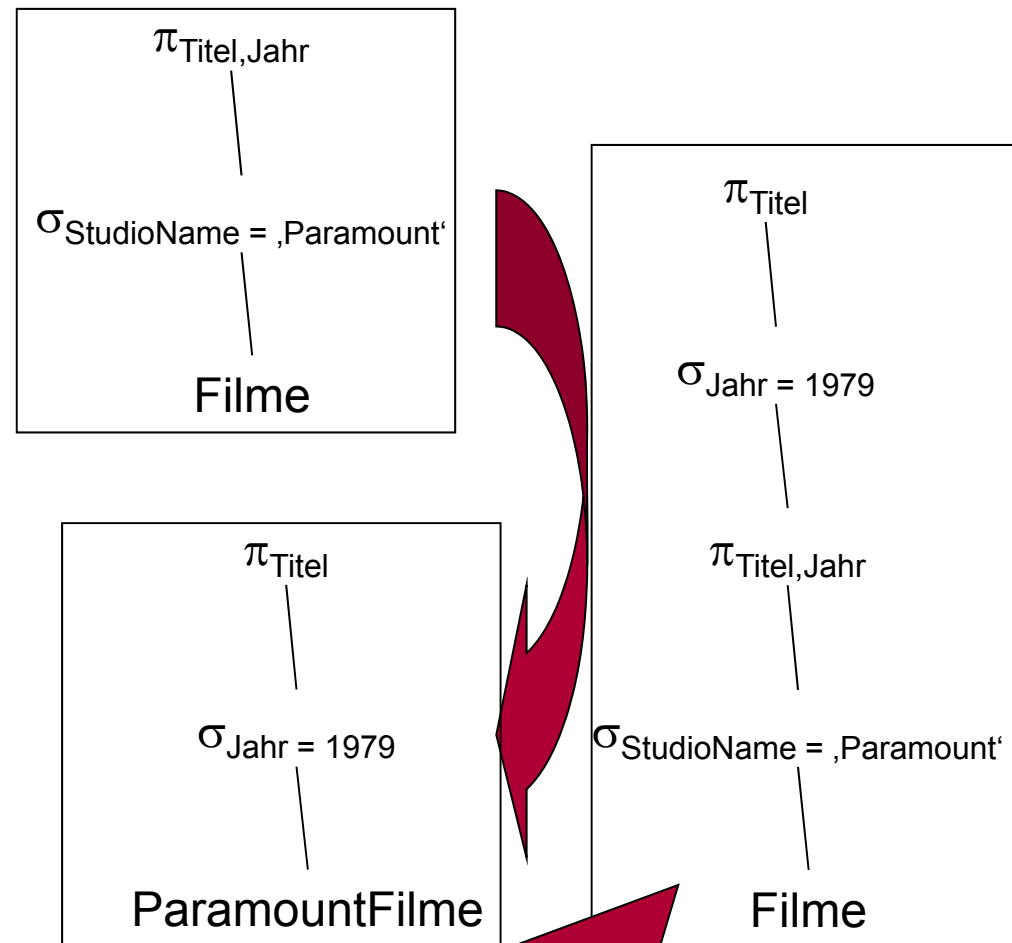 πTitel,Jahr
σStudioName = ‚Paramount‘
Filme
πTitel
σJahr = 1979
ParamountFilme
πTitel
σJahr = 1979
πTitel,Jahr
σStudioName = ‚Paramount‘
Filme